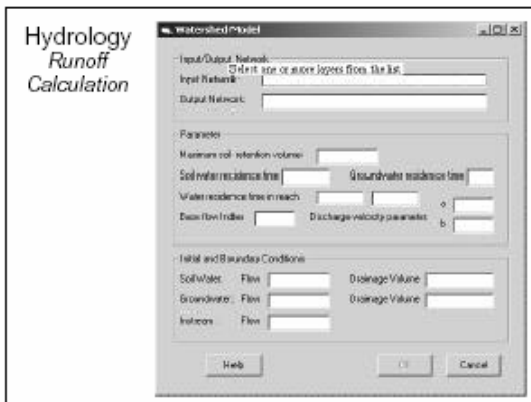 Hydrology
Runoff
Calculation
Watershed Model
Input/Output Network
Select one or more layers from the list
Input Network
Output Network
Parameter
Maximum soil retention volume
Soil water residence time Groundwater residence time
Water residence time in reach a
Base flow Index Discharge-velocity parameter b
Initial and Boundary Conditions
Soil Water: Flow Drainage Volume
Groundwater: Flow Drainage Volume
Instream: Flow
Help Cancel